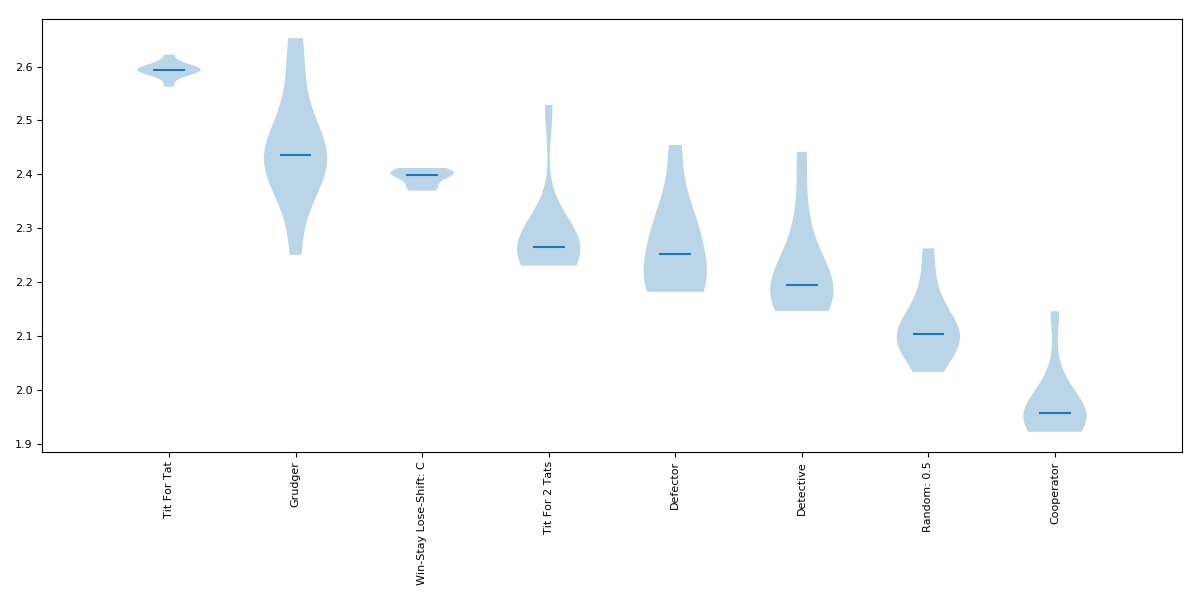 2.6
2.5
2.4
2.3
2.2
2.1
2.0
1.9
Tit For Tat
Grudger
Win-Stay Lose-Shift: C
Tit For 2 Tats
Defector
Detective
Random: 0.5
Cooperator